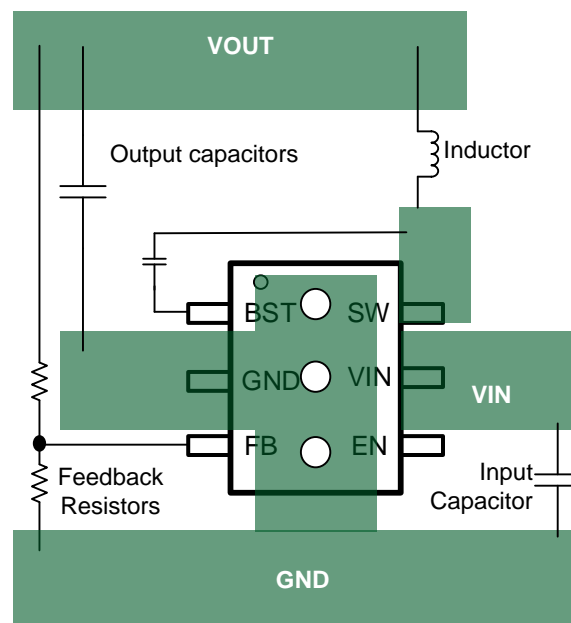 VOUT
Output capacitors
Inductor
BST
SW
GND
VIN
VIN
FB
EN
Feedback
Resistors
Input
Capacitor
GND